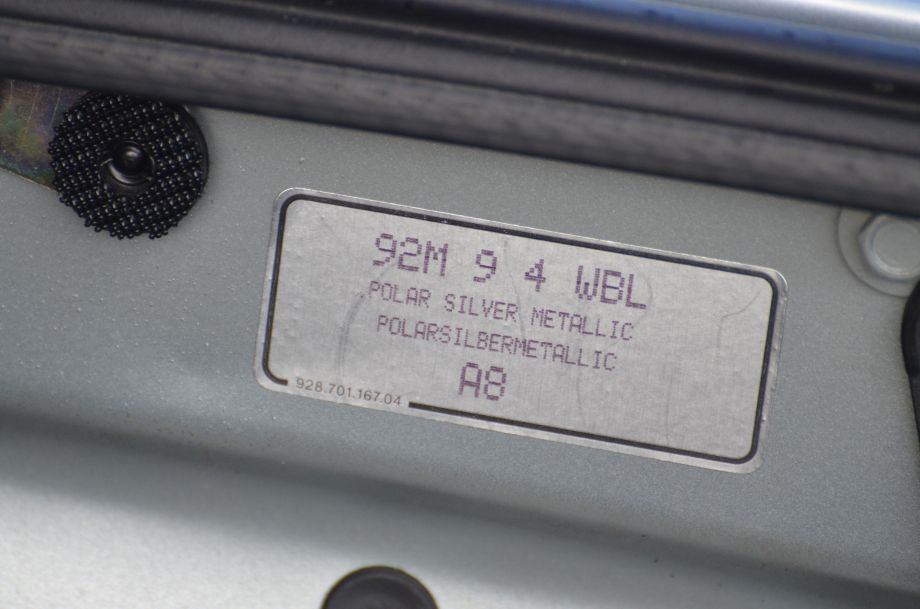 92M 9 4 WBL
POLAR SILVER METALLIC
POLARSILBERMETALLIC
A8
928.701.167.04